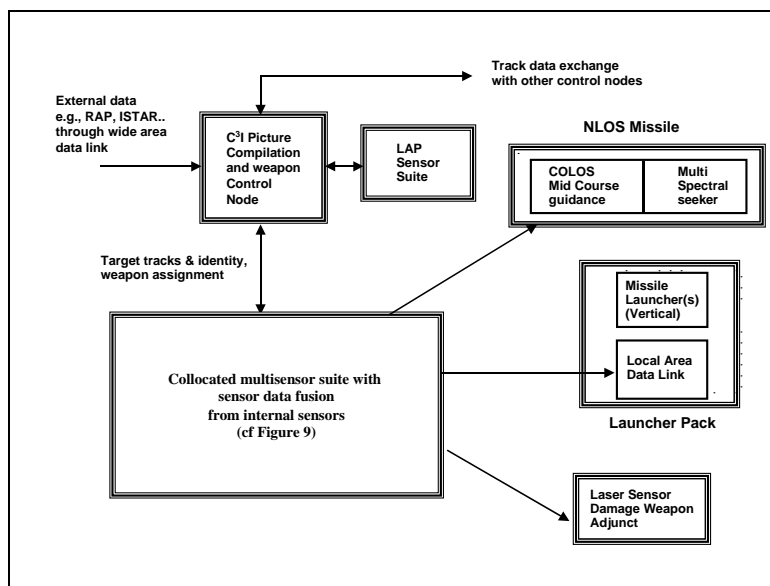 Track data exchange
with other control nodes
External data
e.g., RAP, ISTAR..
through wide area
data link
C³I Picture
Compilation
and weapon
Control
Node
LAP
Sensor
Suite
NLOS Missile
COLOS
Mid Course
guidance
Multi
Spectral
seeker
Target tracks & identity,
weapon assignment
Missile
Launcher(s)
(Vertical)
Local Area
Data Link
Launcher Pack
Collocated multisensor suite with
sensor data fusion
from internal sensors
(cf Figure 9)
Laser Sensor
Damage Weapon
Adjunct